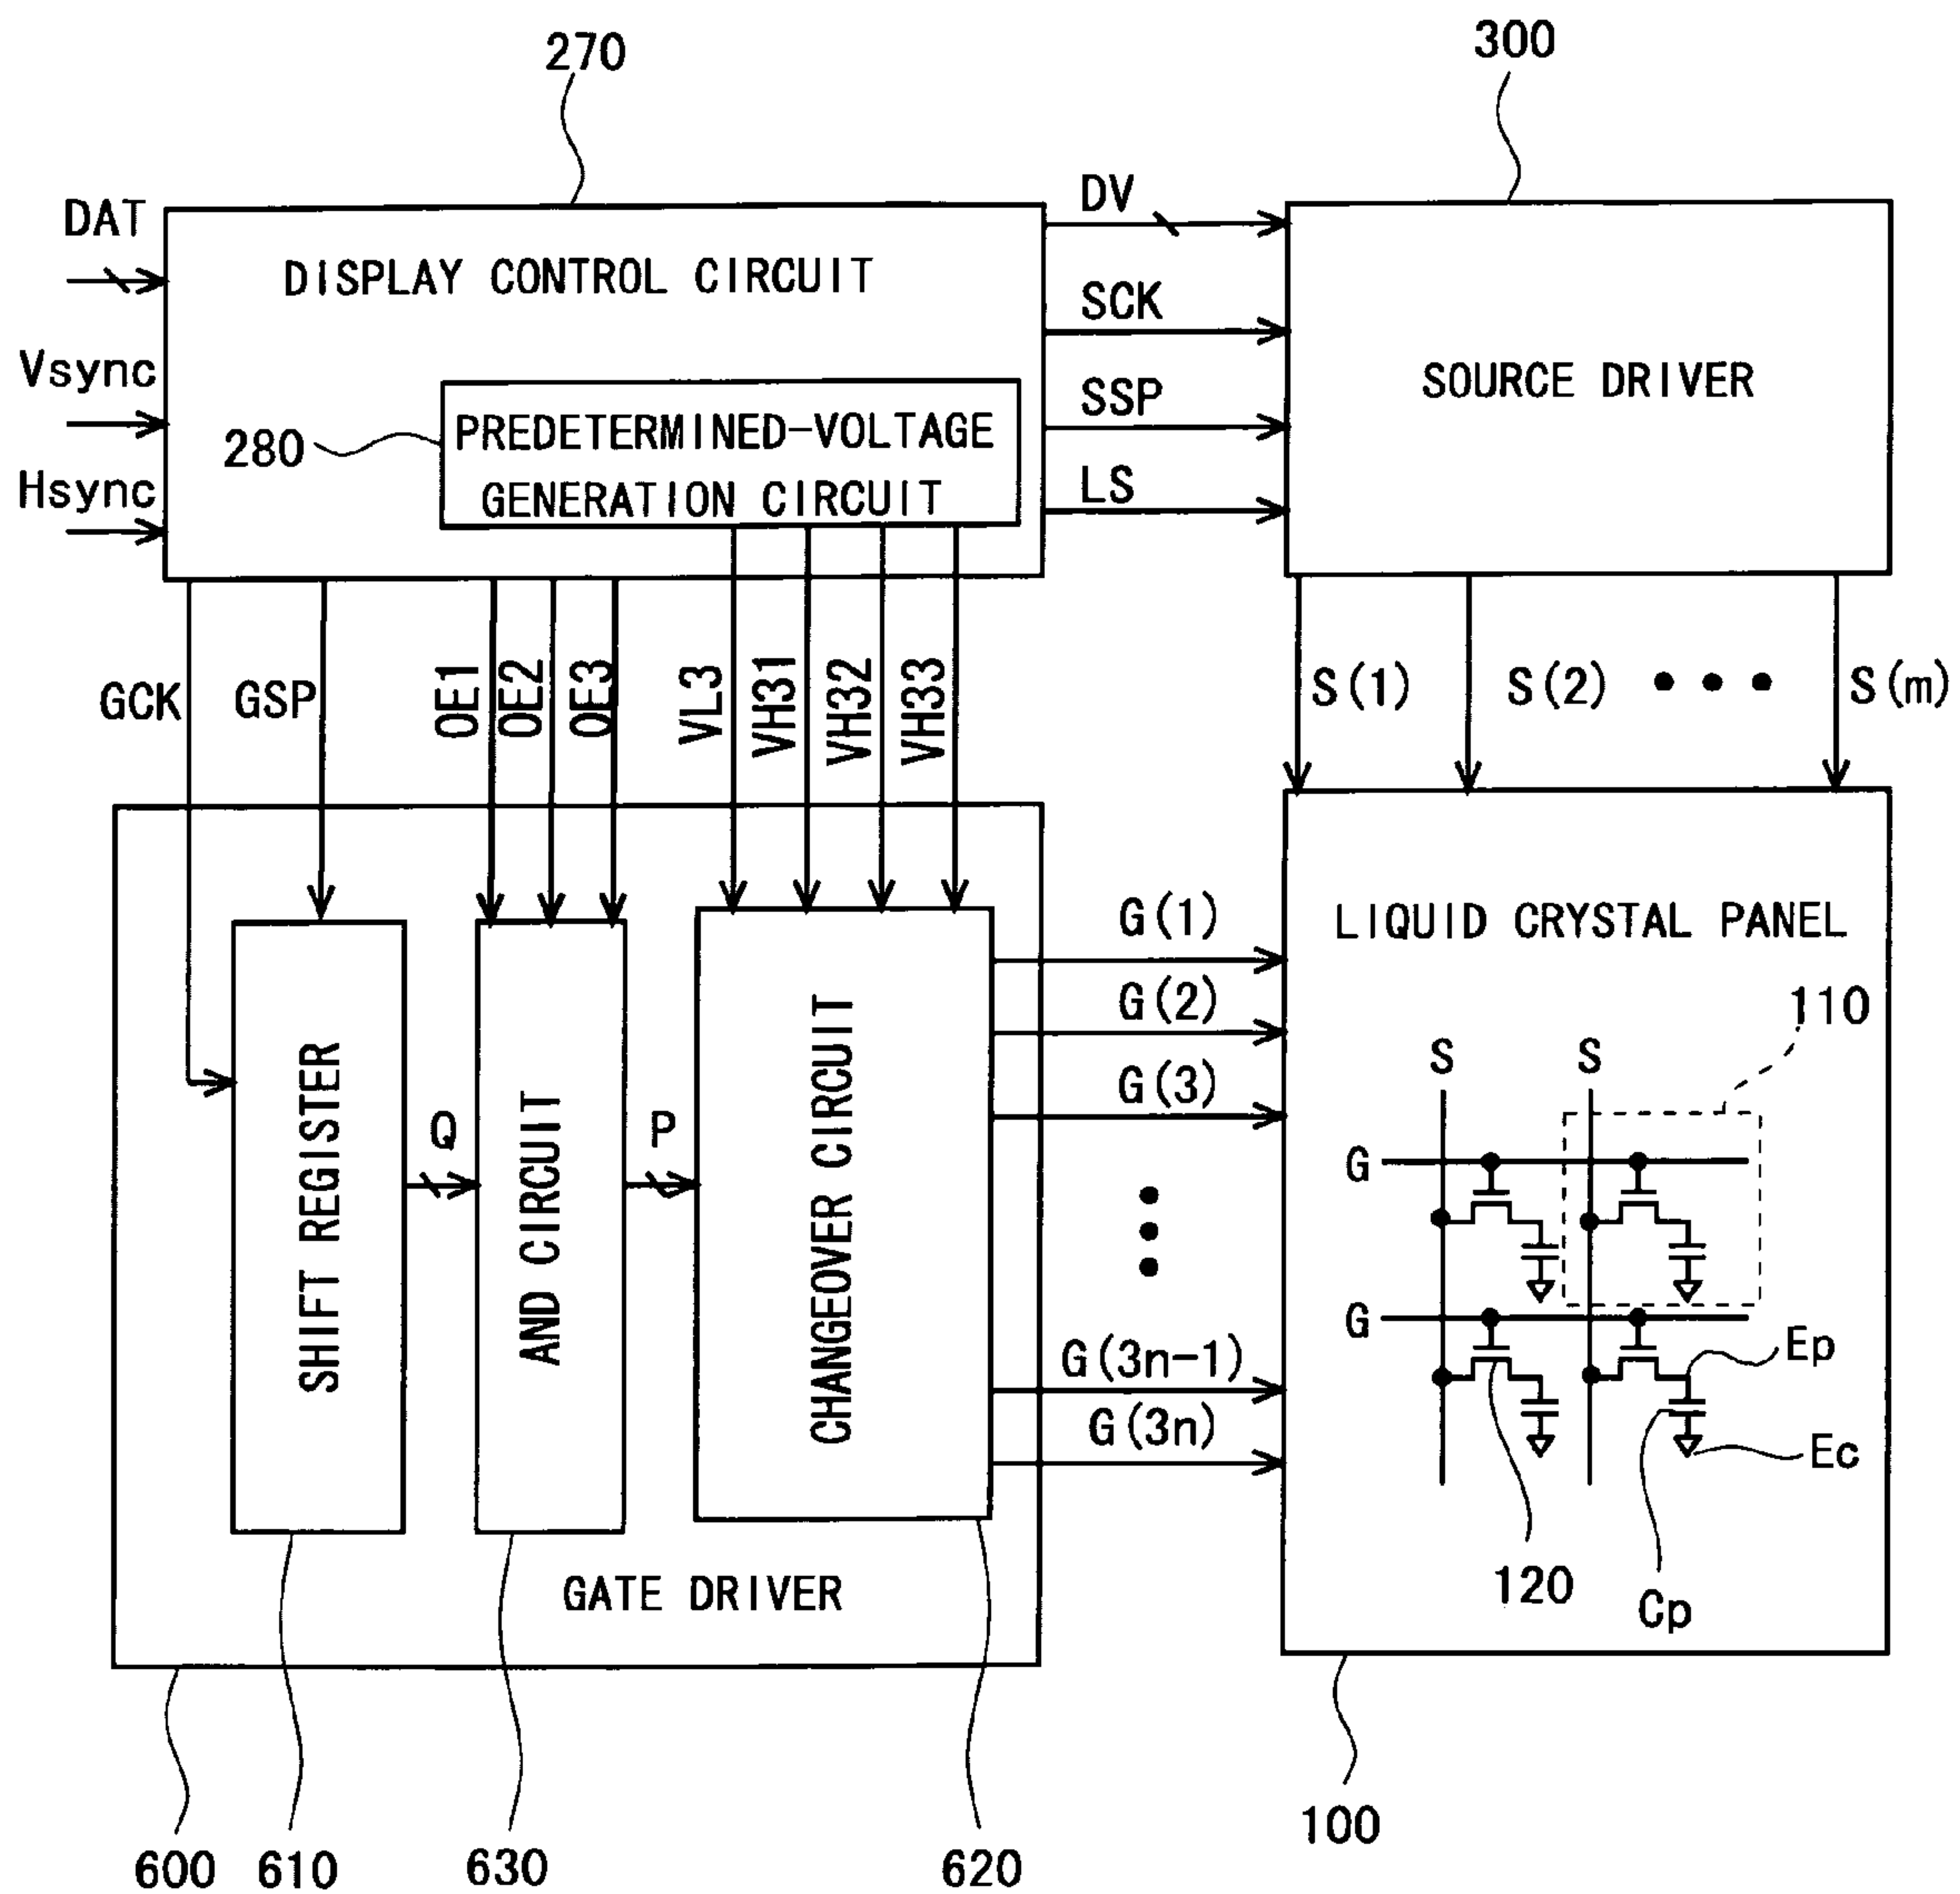 270
300
DAT
DV
DISPLAY CONTROL CIRCUIT
SCK
Vsync
SSP
SOURCE DRIVER
280
PREDETERMINED-VOLTAGE
GENERATION CIRCUIT
Hsync
LS
GCK
GSP
OE1
OE2
OE3
VL3
VH31
VH32
VH33
S(1)
S(2)
S(m)
G(1)
LIQUID CRYSTAL PANEL
G(2)
110
G(3)
S
S
SHIFT REGISTER
Q
AND CIRCUIT
P
CHANGEOVER CIRCUIT
G
G
G(3n-1)
Ep
G(3n)
Ec
GATE DRIVER
120
Cp
100
600
610
630
620